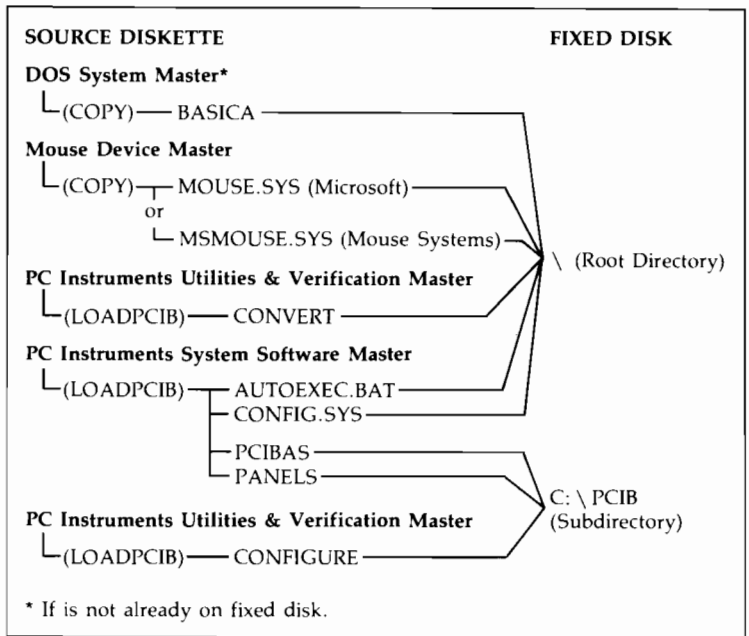 SOURCE DISKETTE FIXED DISK
DOS System Master*
(COPY) BASICA
Mouse Device Master
(COPY) MOUSE.SYS (Microsoft)
or
MSMOUSE.SYS (Mouse Systems)
\ (Root Directory)
PC Instruments Utilities & Verification Master
(LOADPCIB) CONVERT
PC Instruments System Software Master
(LOADPCIB) AUTOEXEC.BAT
CONFIG.SYS
PCIBAS
PANELS
C: \ PCIB
(Subdirectory)
PC Instruments Utilities & Verification Master
(LOADPCIB) CONFIGURE
* If is not already on fixed disk.